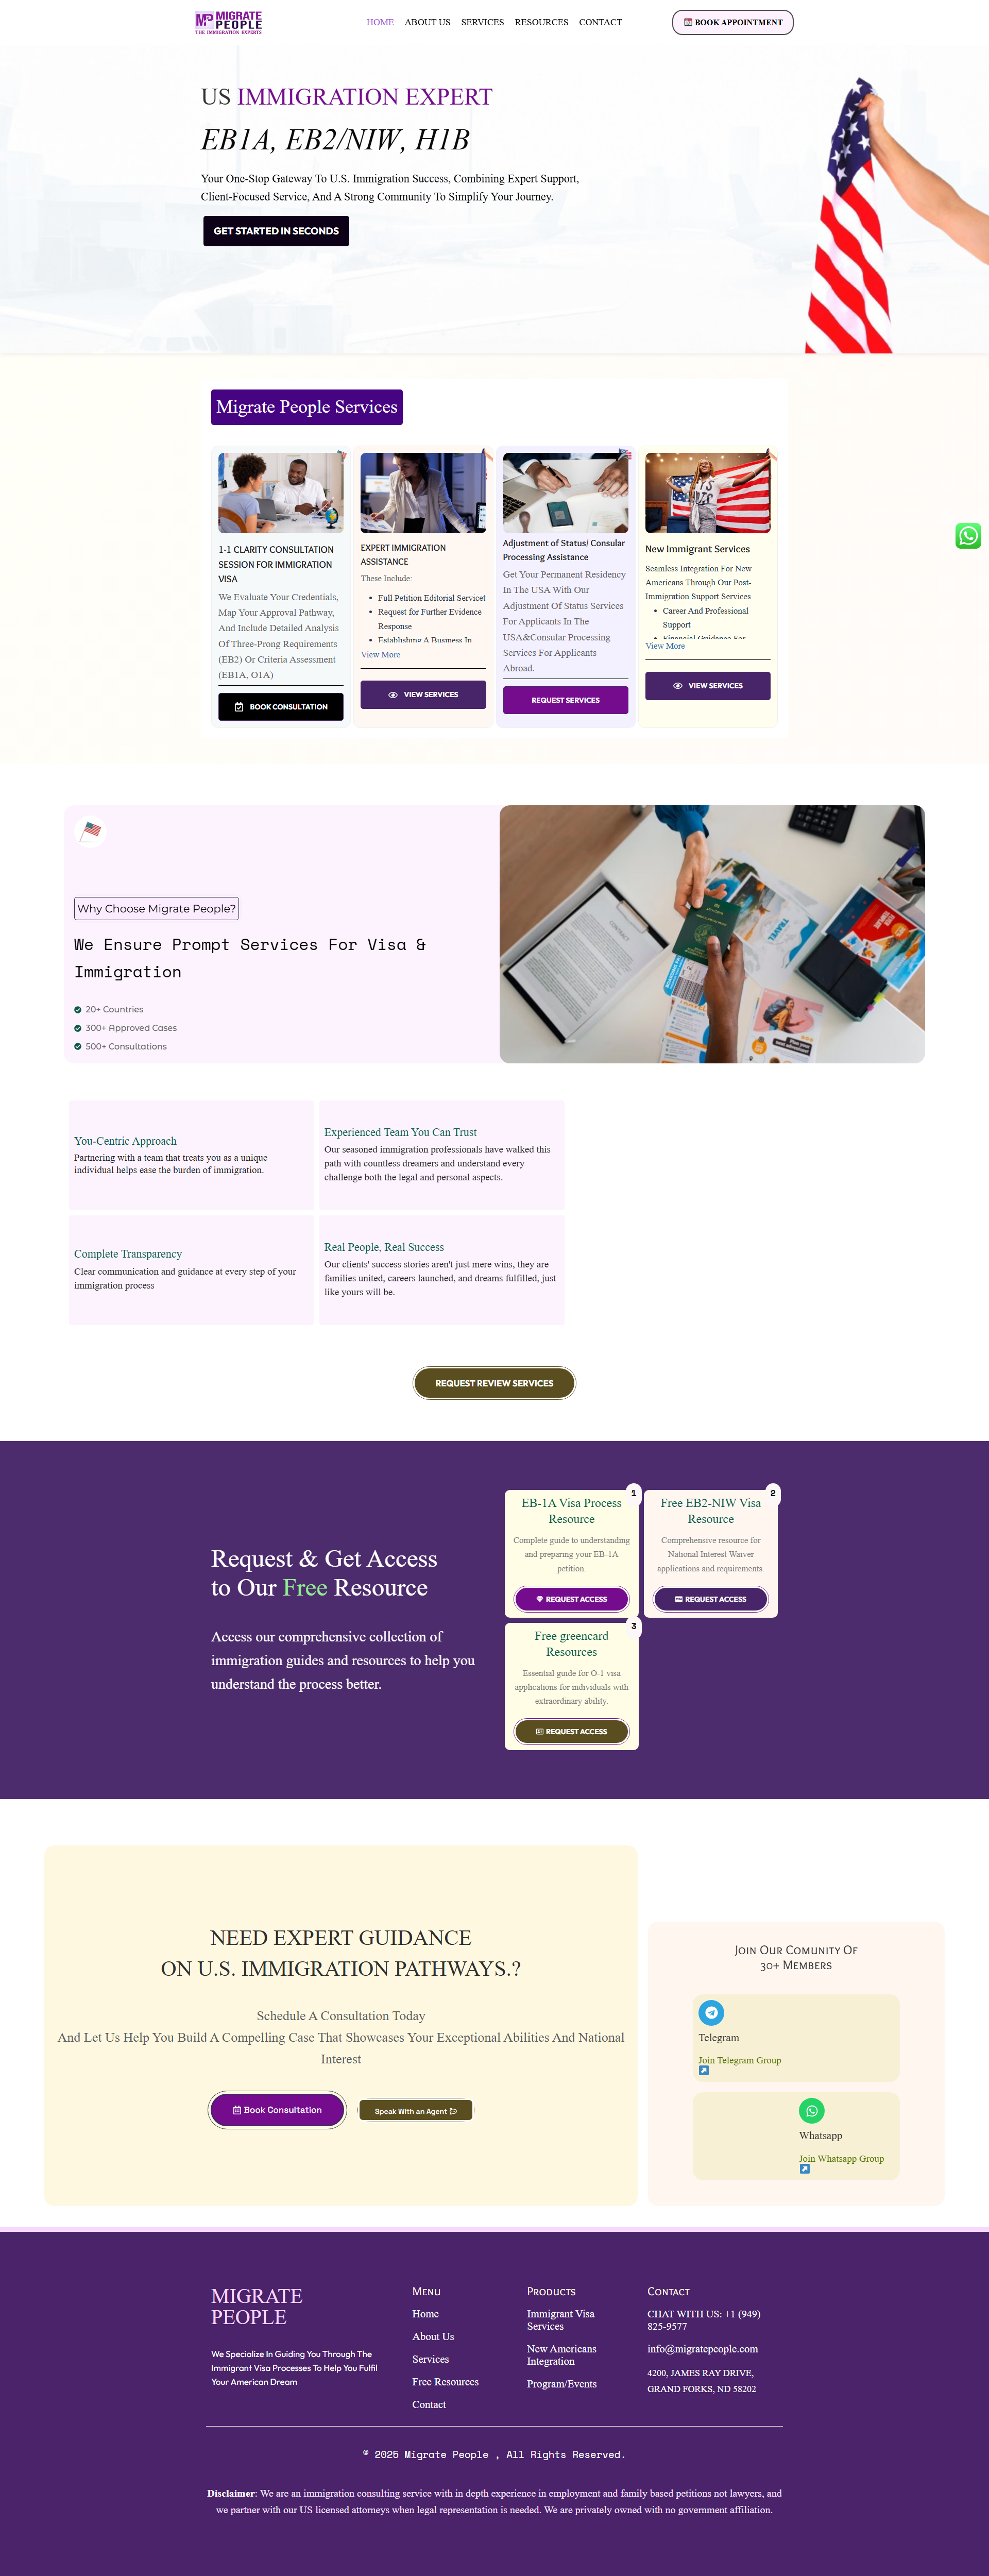 MP MIGRATE
PEOPLE
THE IMMIGRATION EXPERTS
HOME ABOUT US SERVICES RESOURCES CONTACT
BOOK APPOINTMENT
US IMMIGRATION EXPERT
EB1A, EB2/NIW, H1B
Your One-Stop Gateway To U.S. Immigration Success, Combining Expert Support,
Client-Focused Service, And A Strong Community To Simplify Your Journey.
GET STARTED IN SECONDS
Migrate People Services
1-1 CLARITY CONSULTATION
SESSION FOR IMMIGRATION
VISA
We Evaluate Your Credentials,
Map Your Approval Pathway,
And Include Detailed Analysis
Of Three-Prong Requirements
(EB2) Or Criteria Assessment
(EB1A, O1A)
BOOK CONSULTATION
EXPERT IMMIGRATION
ASSISTANCE
These Include:
Full Petition Editorial Servicet
Request for Further Evidence
Response
Establishing A Business In
View More
VIEW SERVICES
Adjustment of Status/ Consular
Processing Assistance
Get Your Permanent Residency
In The USA With Our
Adjustment Of Status Services
For Applicants In The
USA&Consular Processing
Services For Applicants
Abroad.
REQUEST SERVICES
New Immigrant Services
Seamless Integration For New
Americans Through Our Post-
Immigration Support Services
Career And Professional
Support
Financial Guidance For
View More
VIEW SERVICES
Why Choose Migrate People?
We Ensure Prompt Services For Visa &
Immigration
20+ Countries
300+ Approved Cases
500+ Consultations
CONTRACT
You-Centric Approach
Partnering with a team that treats you as a unique
individual helps ease the burden of immigration.
Experienced Team You Can Trust
Our seasoned immigration professionals have walked this
path with countless dreamers and understand every
challenge both the legal and personal aspects.
Complete Transparency
Clear communication and guidance at every step of your
immigration process
Real People, Real Success
Our clients' success stories aren't just mere wins, they are
families united, careers launched, and dreams fulfilled, just
like yours will be.
REQUEST REVIEW SERVICES
Request & Get Access
to Our Free Resource
Access our comprehensive collection of
immigration guides and resources to help you
understand the process better.
1
EB-1A Visa Process
Resource
Complete guide to understanding
and preparing your EB-1A
petition.
REQUEST ACCESS
2
Free EB2-NIW Visa
Resource
Comprehensive resource for
National Interest Waiver
applications and requirements.
REQUEST ACCESS
3
Free greencard
Resources
Essential guide for O-1 visa
applications for individuals with
extraordinary ability.
REQUEST ACCESS
NEED EXPERT GUIDANCE
ON U.S. IMMIGRATION PATHWAYS.?
Schedule A Consultation Today
And Let Us Help You Build A Compelling Case That Showcases Your Exceptional Abilities And National
Interest
Book Consultation
Speak With an Agent
Join Our Comunity Of
30+ Members
Telegram
Join Telegram Group
Whatsapp
Join Whatsapp Group
MIGRATE
PEOPLE
We Specialize In Guiding You Through The
Immigrant Visa Processes To Help You Fulfil
Your American Dream
Menu
Home
About Us
Services
Free Resources
Contact
Products
Immigrant Visa
Services
New Americans
Integration
Program/Events
Contact
CHAT WITH US: +1 (949)
825-9577
info@migratepeople.com
4200, JAMES RAY DRIVE,
GRAND FORKS, ND 58202
© 2025 Migrate People , All Rights Reserved.
Disclaimer: We are an immigration consulting service with in depth experience in employment and family based petitions not lawyers, and
we partner with our US licensed attorneys when legal representation is needed. We are privately owned with no government affiliation.